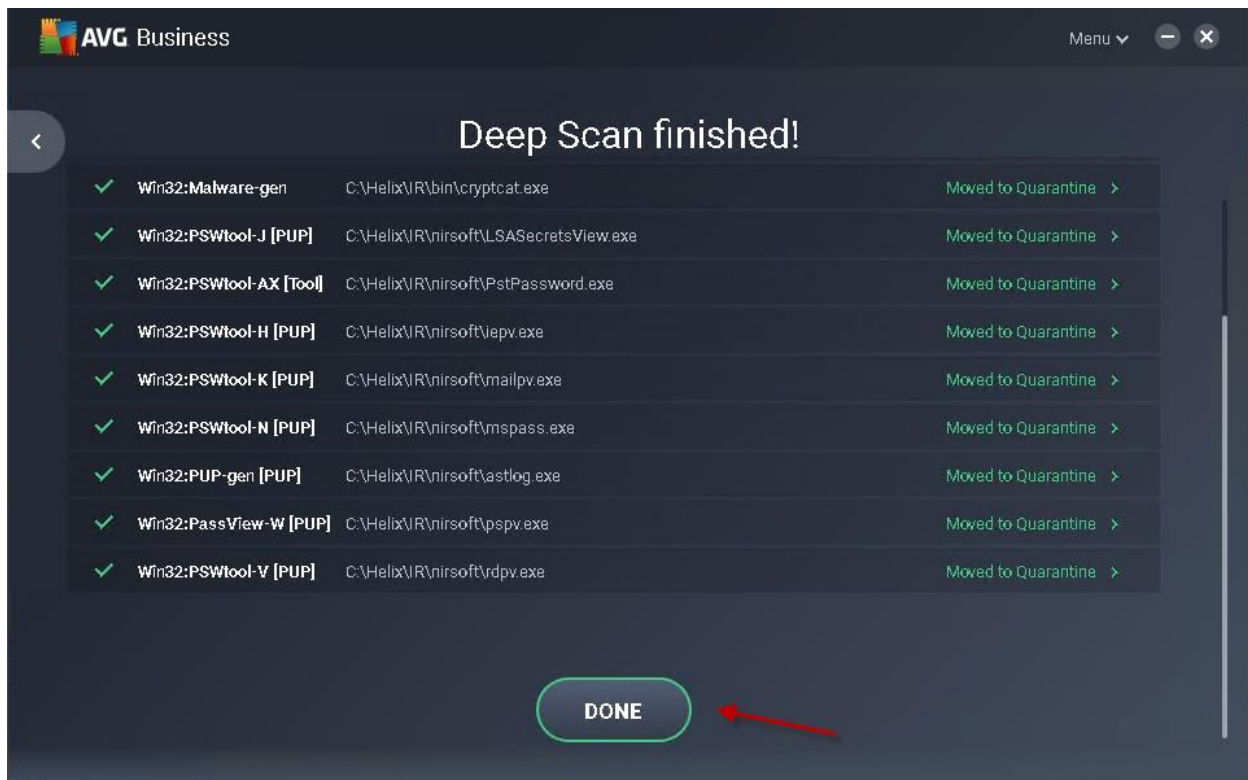 AVG Business
Menu
Deep Scan finished!
Win32:Malware-gen C:\Helix\IR\bin\cryptcat.exe Moved to Quarantine
Win32:PSWtool-J [PUP] C:\Helix\IR\nirsoft\LSASecretsView.exe Moved to Quarantine
Win32:PSWtool-AX [Tool] C:\Helix\IR\nirsoft\PstPassword.exe Moved to Quarantine
Win32:PSWtool-H [PUP] C:\Helix\IR\nirsoft\iepv.exe Moved to Quarantine
Win32:PSWtool-K [PUP] C:\Helix\IR\nirsoft\mailpv.exe Moved to Quarantine
Win32:PSWtool-N [PUP] C:\Helix\IR\nirsoft\mspass.exe Moved to Quarantine
Win32:PUP-gen [PUP] C:\Helix\IR\nirsoft\astlog.exe Moved to Quarantine
Win32:PassView-W [PUP] C:\Helix\IR\nirsoft\pspv.exe Moved to Quarantine
Win32:PSWtool-V [PUP] C:\Helix\IR\nirsoft\rdpv.exe Moved to Quarantine
DONE